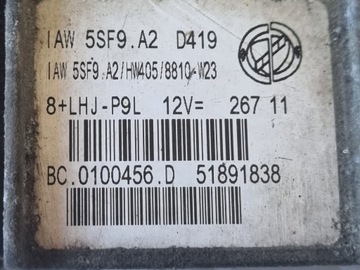 IAW 5SF9.A2 D419
IAW 5SF9.A2/HW405/8810-W23
8+LHJ-P9L 12V= 267 11
BC.0100456.D 51891838